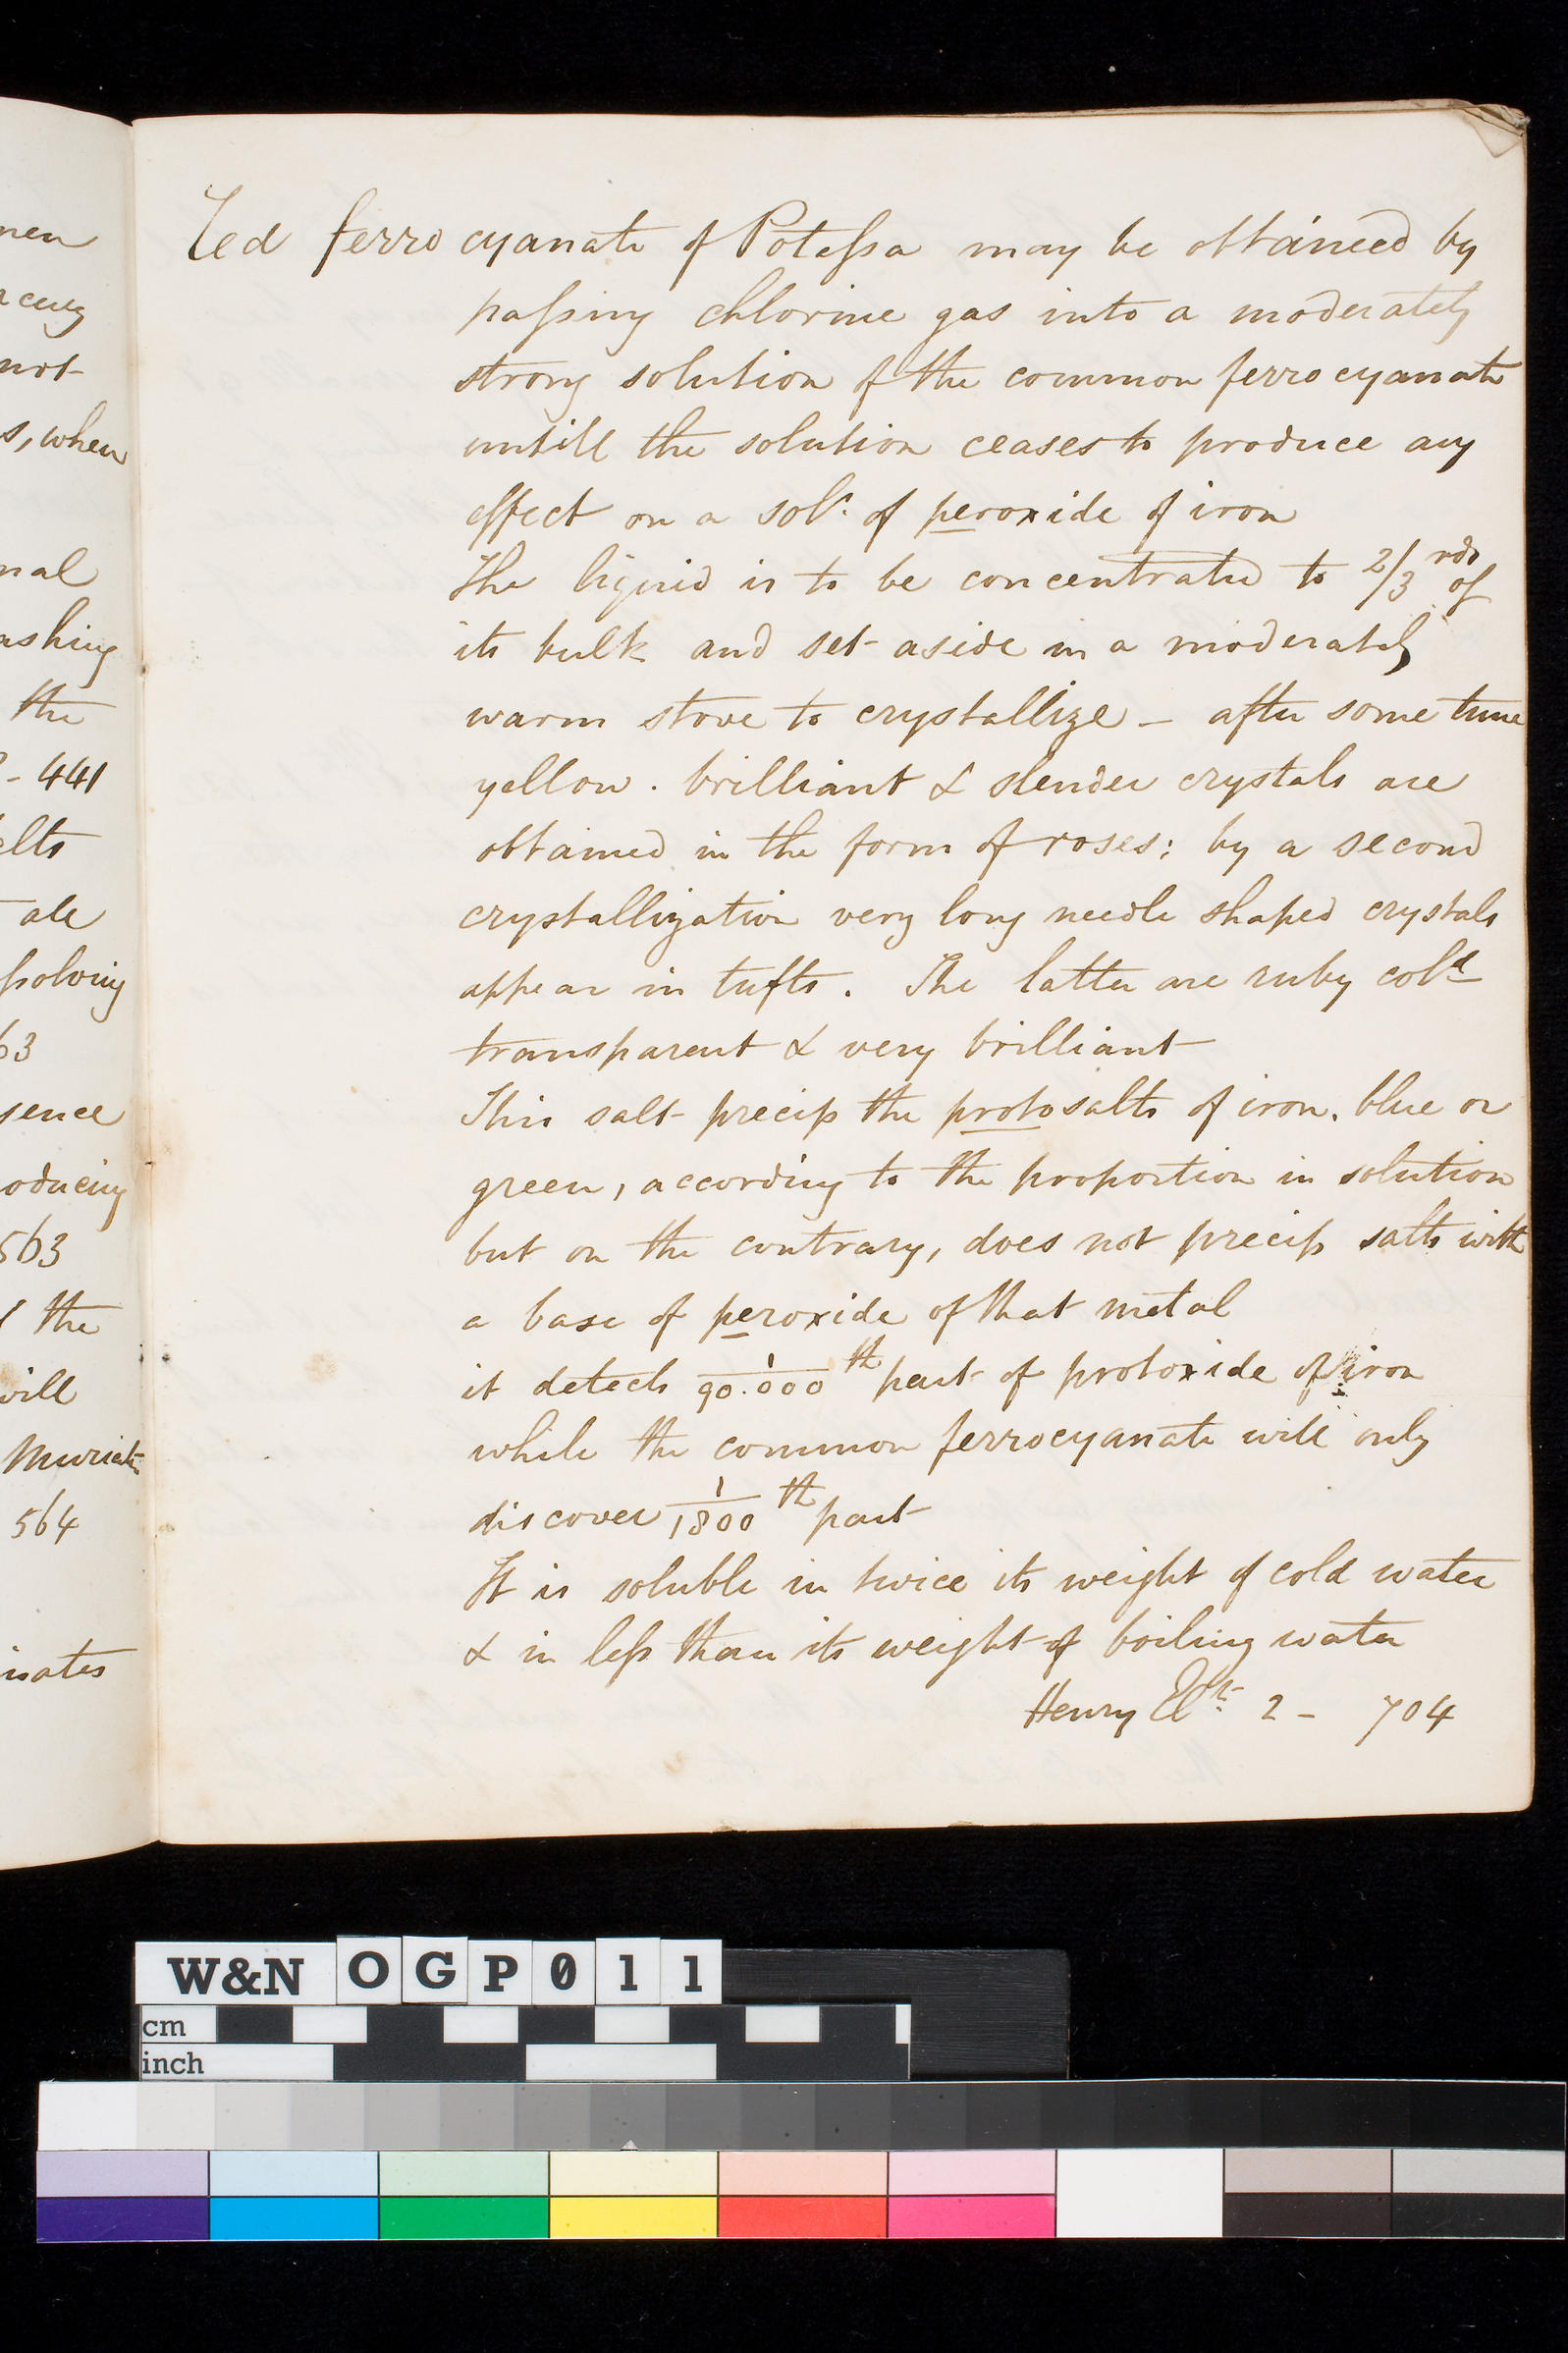 nen
not
s, when
nal
ashing
the
- 441
elts
ale
ssolving
63
sence
oducing
563
the
will
Muriate
564
nates
Red ferro cyanate of Potassa may be obtained by
passing chlorine gas into a moderately
strong solution of the common ferrocyanate
untill the solution ceases to produce any
effect on a solⁿ. of peroxide of iron
The liquid is to be concentrated to 2/3 rds of
its bulk and set aside in a moderately
warm stove to crystallize – after some time
yellow . brilliant & slender crystals are
obtained in the form of roses; by a second
crystallization very long needle shaped crystals
appear in tufts. The latter are ruby cold
transparent & very brilliant
This salt precip the protosalts of iron. blue or
green, according to the proportion in solution
but on the contrary, does not precip salts with
a base of peroxide of that metal
it detects 1/90.000 th part of protoxide of iron
while the common ferrocyanate will only
discover 1/1800 th part
It is soluble in twice its weight of cold water
& in less than its weight of boiling water
Henry 2 – 704
W&N OGP011
cm
inch